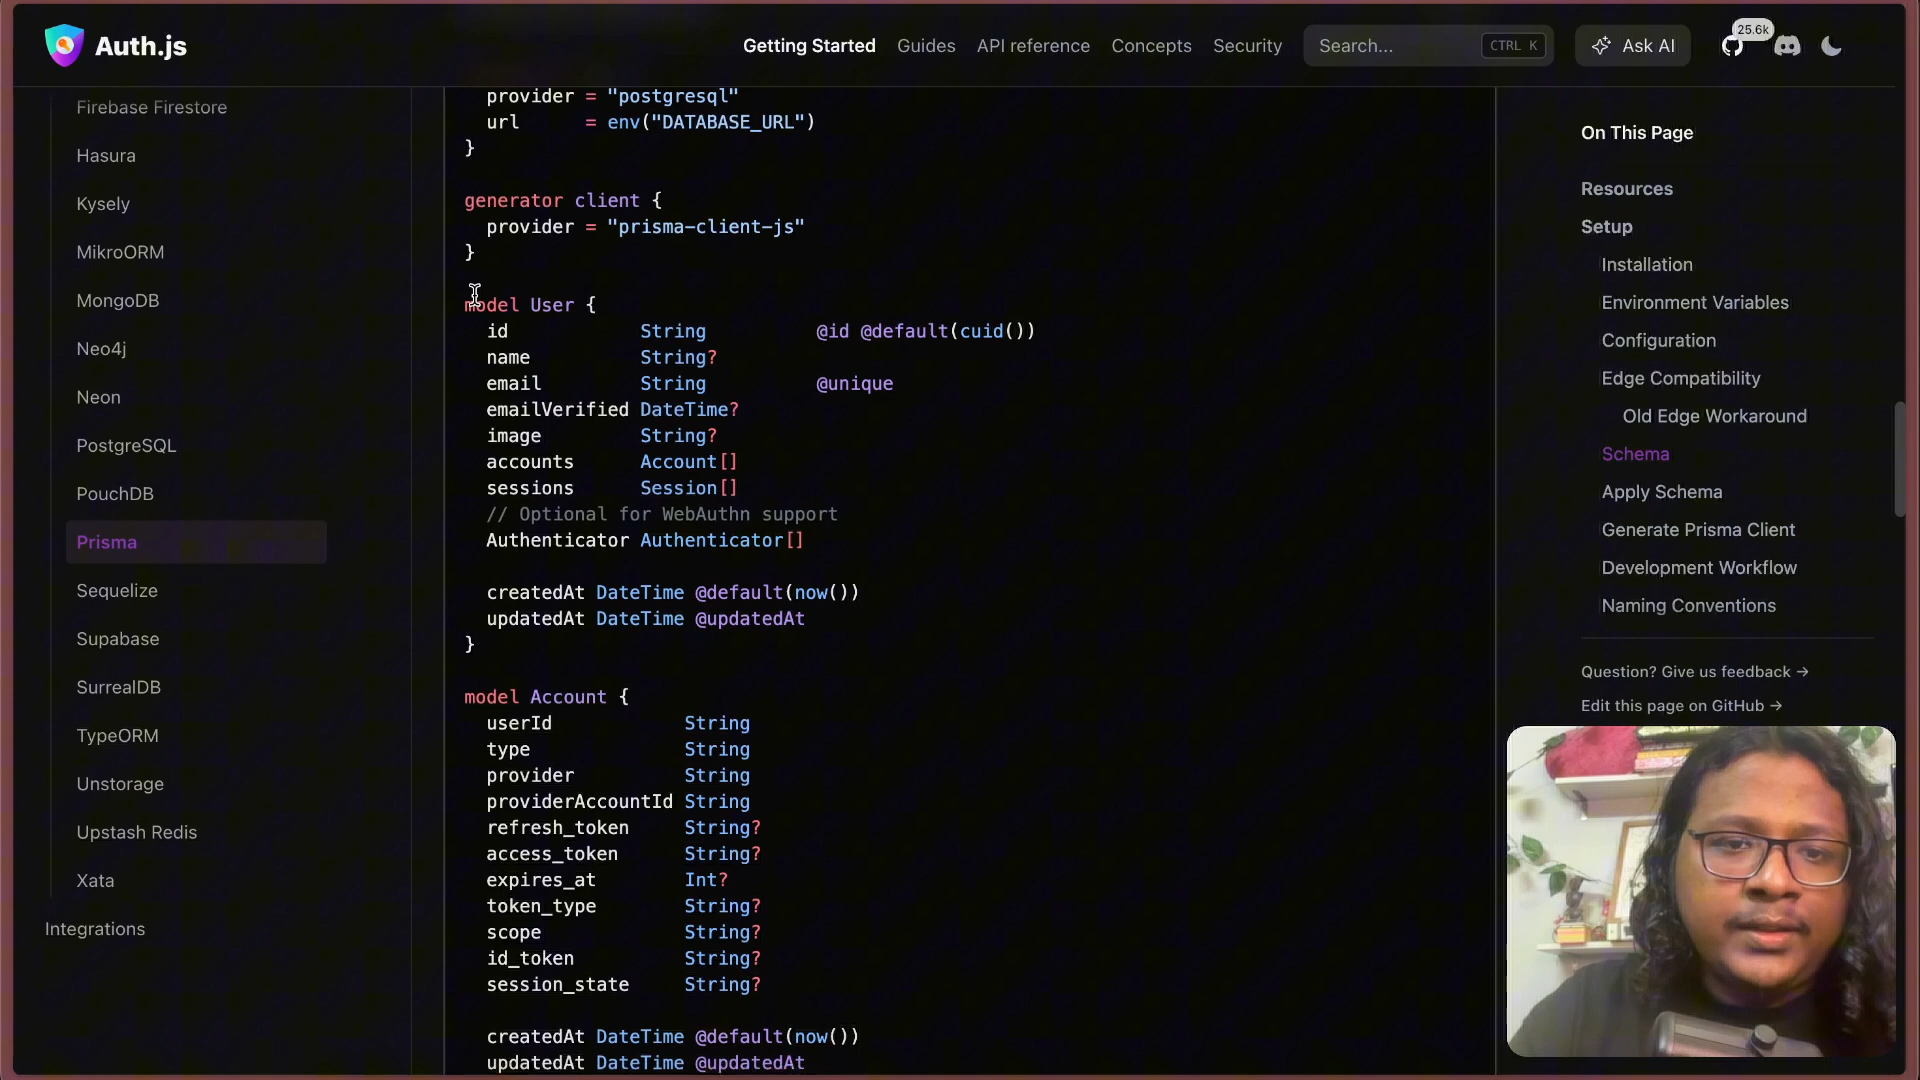 Auth.js
Getting Started
Guides
API reference
Concepts
Security
Search...
CTRL K
Ask AI
25.6k
Firebase Firestore
Hasura
Kysely
MikroORM
MongoDB
Neo4j
Neon
PostgreSQL
PouchDB
Prisma
Sequelize
Supabase
SurrealDB
TypeORM
Unstorage
Upstash Redis
Xata
Integrations
provider = "postgresql"
url      = env("DATABASE_URL")
}
generator client {
  provider = "prisma-client-js"
}
model User {
  id            String          @id @default(cuid())
  name          String?
  email         String          @unique
  emailVerified DateTime?
  image         String?
  accounts      Account[]
  sessions      Session[]
  // Optional for WebAuthn support
  Authenticator Authenticator[]
  createdAt DateTime @default(now())
  updatedAt DateTime @updatedAt
}
model Account {
  userId            String
  type              String
  provider          String
  providerAccountId String
  refresh_token     String?
  access_token      String?
  expires_at        Int?
  token_type        String?
  scope             String?
  id_token          String?
  session_state     String?
  createdAt DateTime @default(now())
  updatedAt DateTime @updatedAt
On This Page
Resources
Setup
Installation
Environment Variables
Configuration
Edge Compatibility
Old Edge Workaround
Schema
Apply Schema
Generate Prisma Client
Development Workflow
Naming Conventions
Question? Give us feedback →
Edit this page on GitHub →